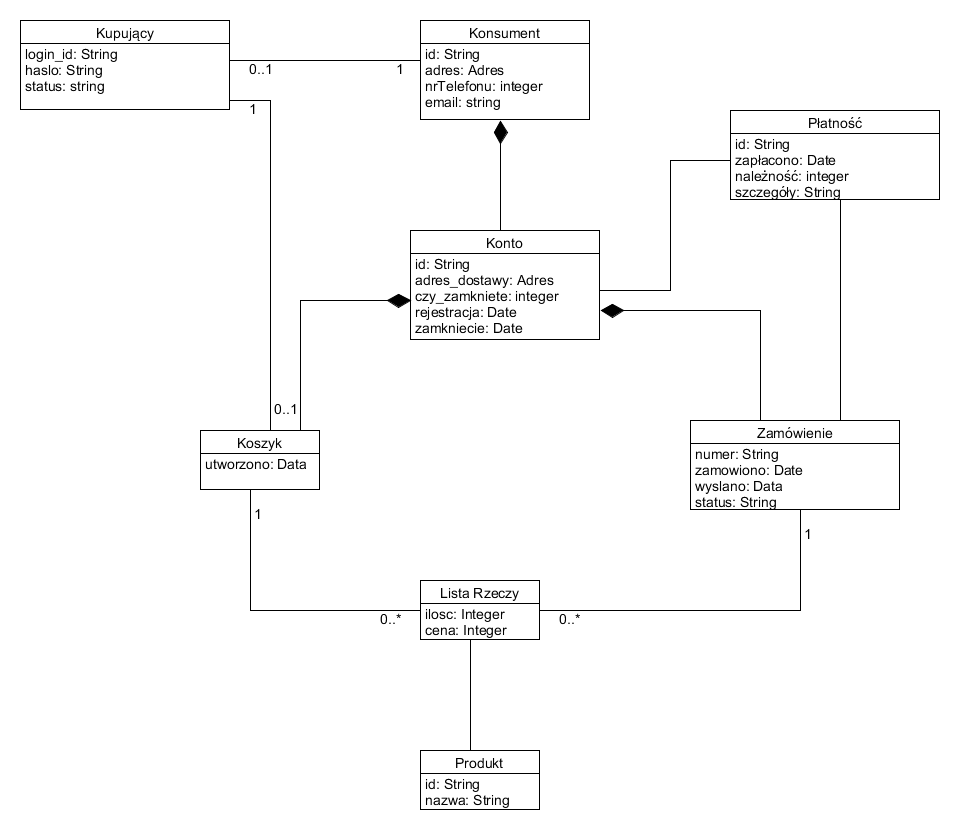 Kupujący
login_id: String
haslo: String
status: string
0..1
1
1
Konsument
id: String
adres: Adres
nrTelefonu: integer
email: string
Płatność
id: String
zapłacono: Date
należność: integer
szczegóły: String
Konto
id: String
adres_dostawy: Adres
czy_zamkniete: integer
rejestracja: Date
zamkniecie: Date
0..1
Koszyk
utworzono: Data
1
Zamówienie
numer: String
zamowiono: Date
wyslano: Data
status: String
1
Lista Rzeczy
ilosc: Integer
cena: Integer
0..*
0..*
Produkt
id: String
nazwa: String